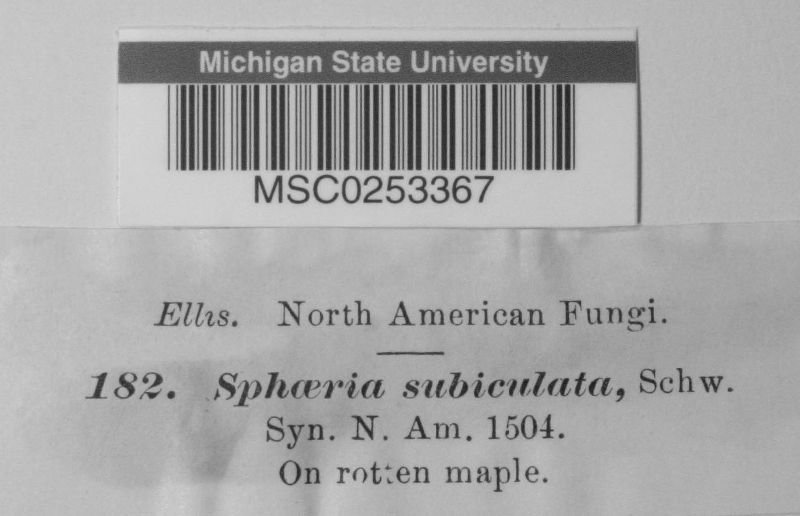 Michigan State University
MSC0253367
Ellis. North American Fungi.
182. Sphæria subiculata, Schw.
Syn. N. Am. 1504.
On rotten maple.